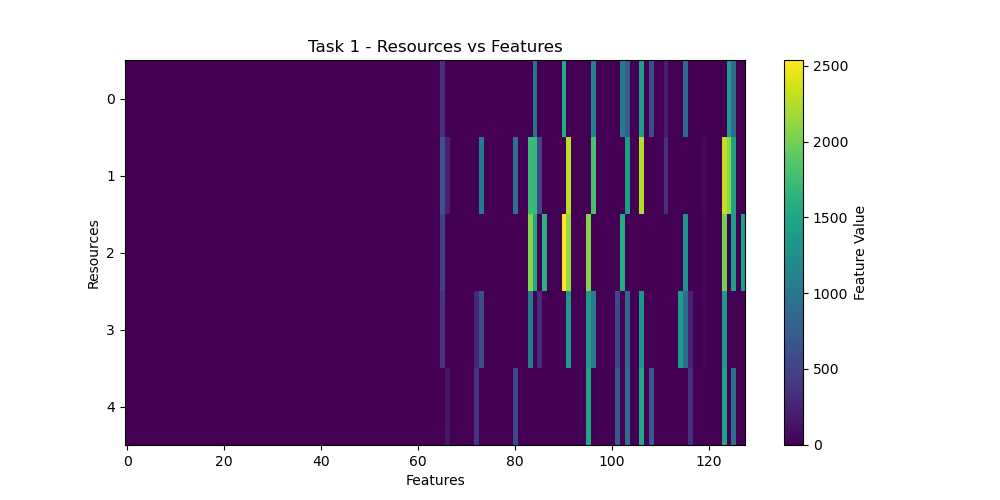 Task 1 - Resources vs Features
Resources
0
1
2
3
4
0 20 40 60 80 100 120
Features
2500
2000
1500
1000
500
0
Feature Value